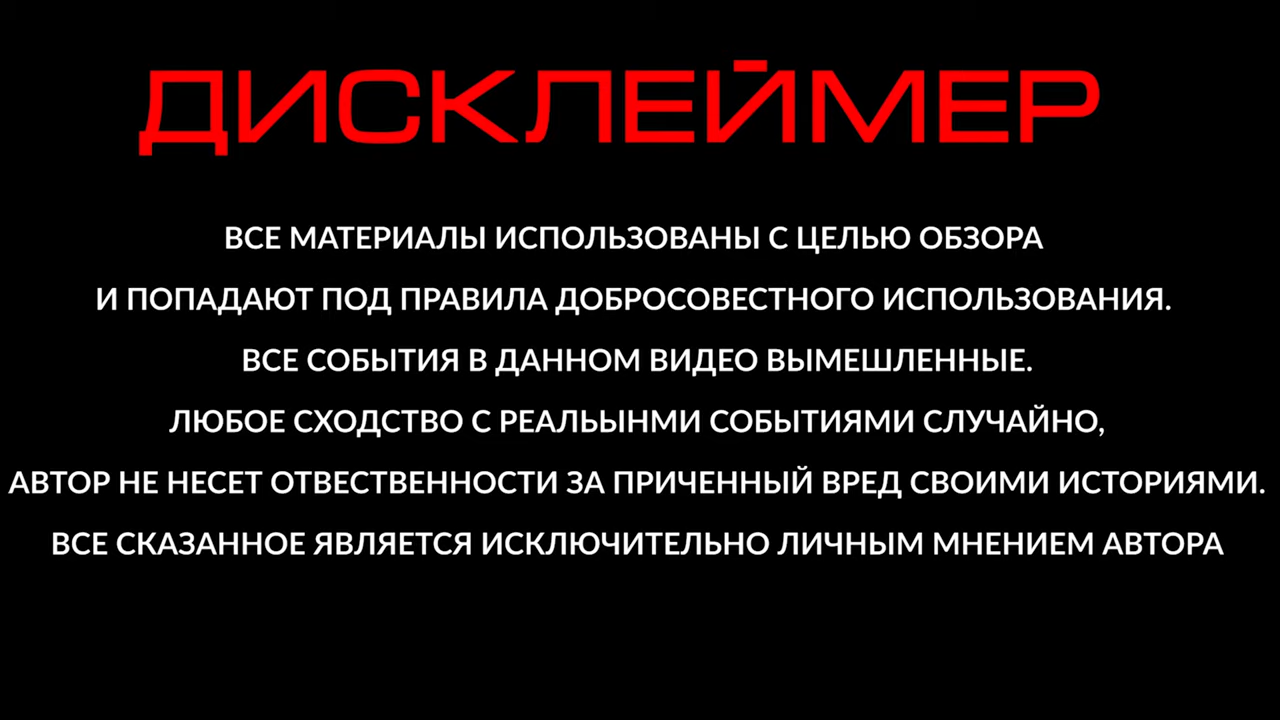 ДИСКЛЕЙМЕР
ВСЕ МАТЕРИАЛЫ ИСПОЛЬЗОВАНЫ С ЦЕЛЬЮ ОБЗОРА
И ПОПАДАЮТ ПОД ПРАВИЛА ДОБРОСОВЕСТНОГО ИСПОЛЬЗОВАНИЯ.
ВСЕ СОБЫТИЯ В ДАННОМ ВИДЕО ВЫМЕШЛЕННЫЕ.
ЛЮБОЕ СХОДСТВО С РЕАЛЬЫНМИ СОБЫТИЯМИ СЛУЧАЙНО,
АВТОР НЕ НЕСЕТ ОТВЕСТВЕННОСТИ ЗА ПРИЧЕННЫЙ ВРЕД СВОИМИ ИСТОРИЯМИ.
ВСЕ СКАЗАННОЕ ЯВЛЯЕТСЯ ИСКЛЮЧИТЕЛЬНО ЛИЧНЫМ МНЕНИЕМ АВТОРА